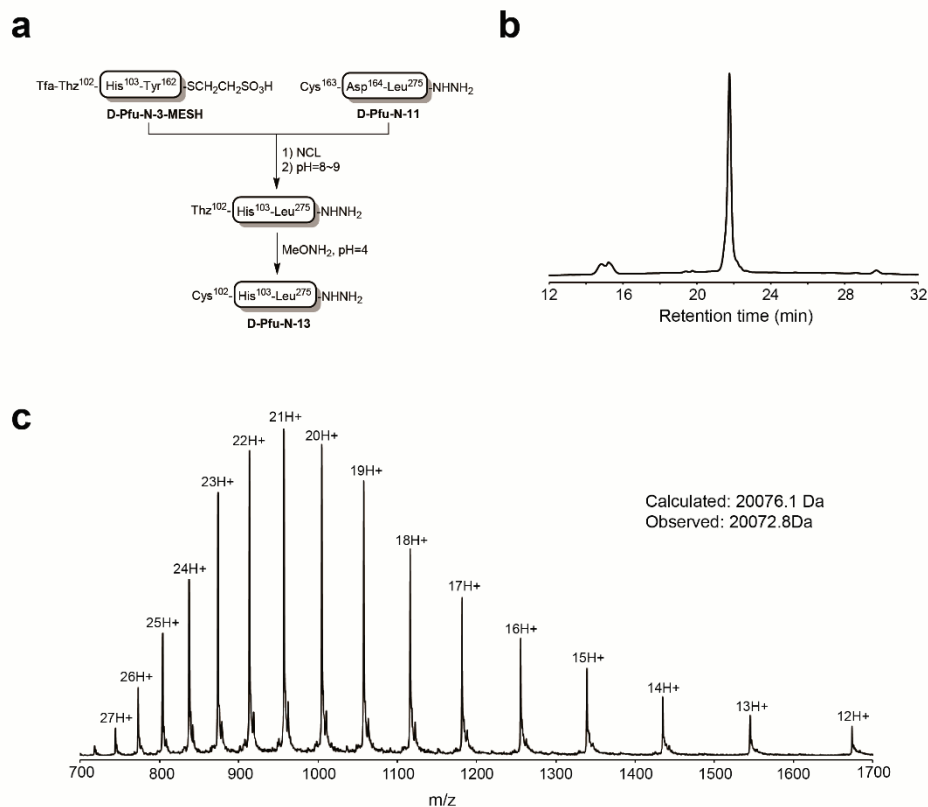 a
Tfa-Thz102- His103-Tyr162 -SCH2CH2SO3H
D-Pfu-N-3-MESH
Cys163- Asp164-Leu275 -NHNH2
D-Pfu-N-11
1) NCL
2) pH=8~9
Thz102- His103-Leu275 -NHNH2
MeONH2, pH=4
Cys102- His103-Leu275 -NHNH2
D-Pfu-N-13
b
12 16 20 24 28 32
Retention time (min)
c
27H+
26H+
25H+
24H+
23H+
22H+
21H+
20H+
19H+
18H+
17H+
16H+
15H+
14H+
13H+
12H+
Calculated: 20076.1 Da
Observed: 20072.8Da
700 800 900 1000 1100 1200 1300 1400 1500 1600 1700
m/z